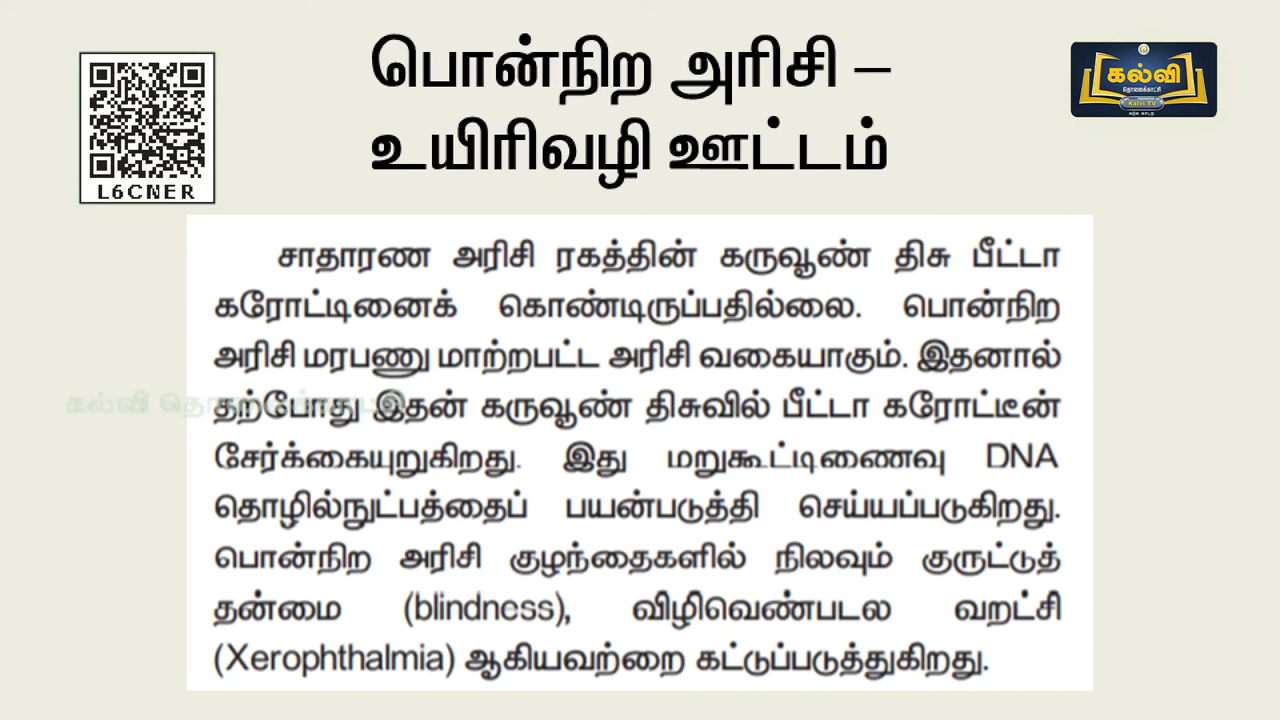 பொன்நிற அரிசி –
உயிரிவழி ஊட்டம்
L6CNER
கல்வி
தொலைக்காட்சி
Kalvi TV
சாதாரண அரிசி ரகத்தின் கருவூண் திசு பீட்டா
கரோட்டினைக் கொண்டிருப்பதில்லை. பொன்நிற
அரிசி மரபணு மாற்றபட்ட அரிசி வகையாகும். இதனால்
தற்போது இதன் கருவூண் திசுவில் பீட்டா கரோட்டீன்
சேர்க்கையுறுகிறது. இது மறுகூட்டிணைவு DNA
தொழில்நுட்பத்தைப் பயன்படுத்தி செய்யப்படுகிறது.
பொன்நிற அரிசி குழந்தைகளில் நிலவும் குருட்டுத்
தன்மை (blindness), விழிவெண்படல வறட்சி
(Xerophthalmia) ஆகியவற்றை கட்டுப்படுத்துகிறது.